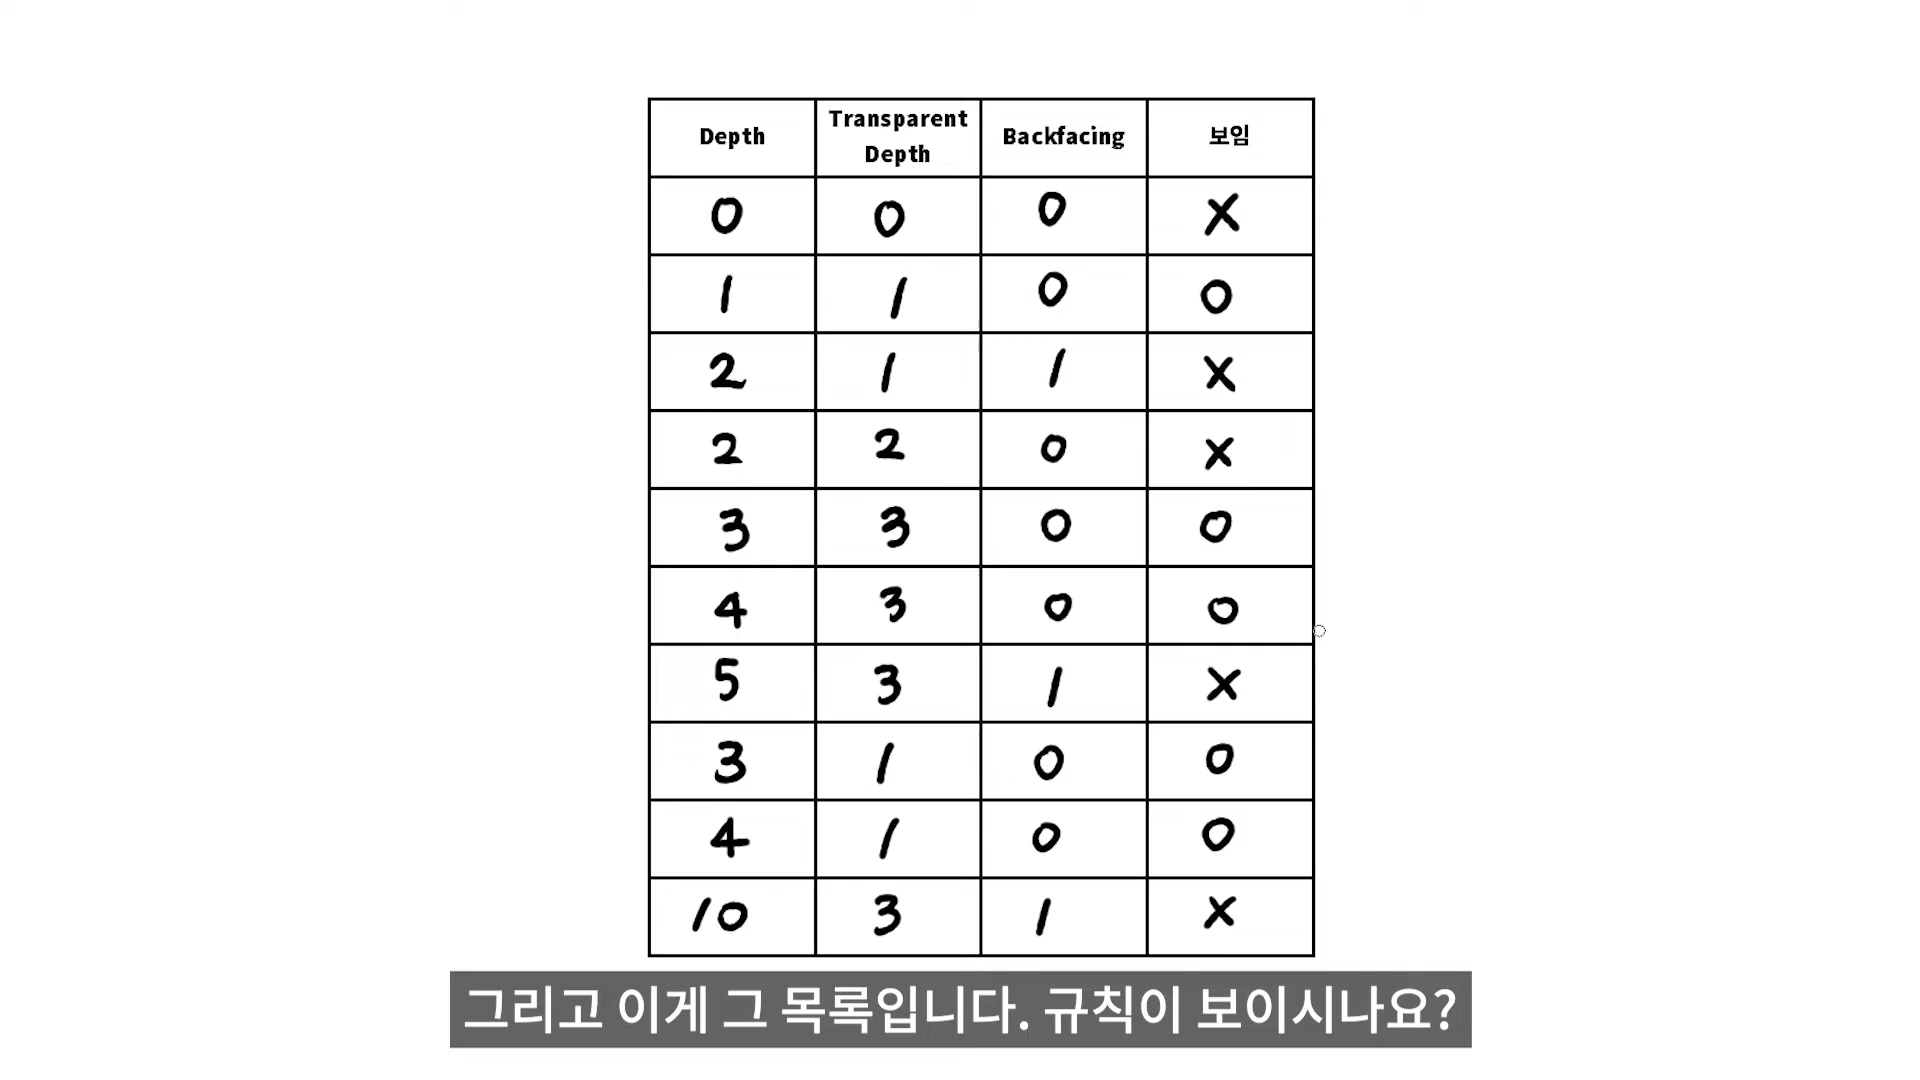 Depth Transparent Depth Backfacing 보임
0 0 0 X
1 1 0 O
2 1 1 X
2 2 0 X
3 3 0 O
4 3 0 O
5 3 1 X
3 1 0 O
4 1 0 O
10 3 1 X
그리고 이게 그 목록입니다. 규칙이 보이시나요?